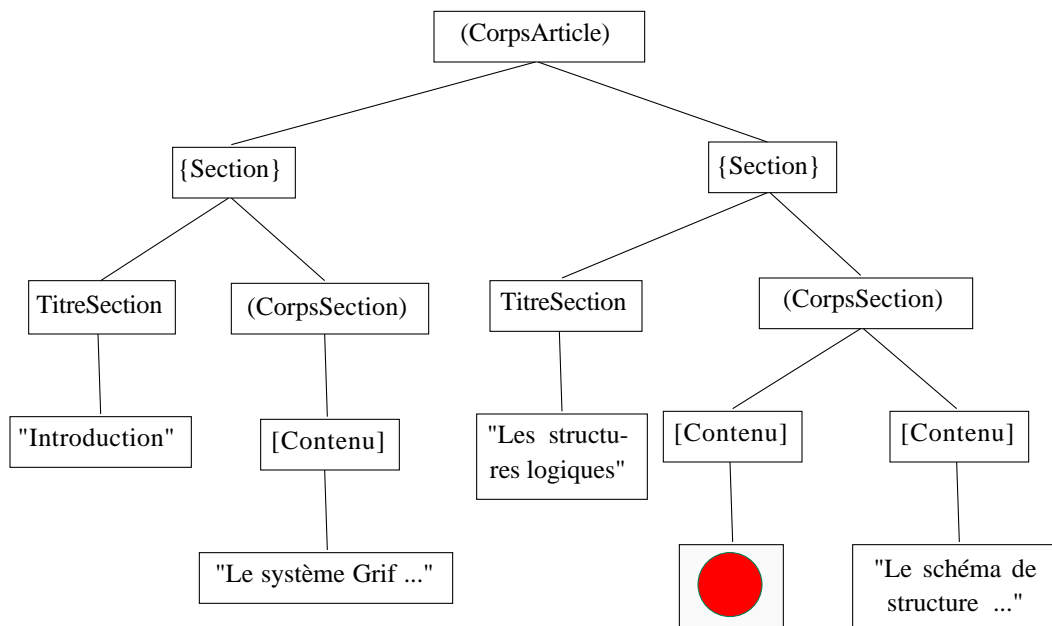 (CorpsArticle)
{Section}
{Section}
TitreSection
(CorpsSection)
TitreSection
(CorpsSection)
"Introduction"
[Contenu]
"Les structu-
res logiques"
[Contenu]
[Contenu]
"Le système Grif ..."
"Le schéma de
structure ..."